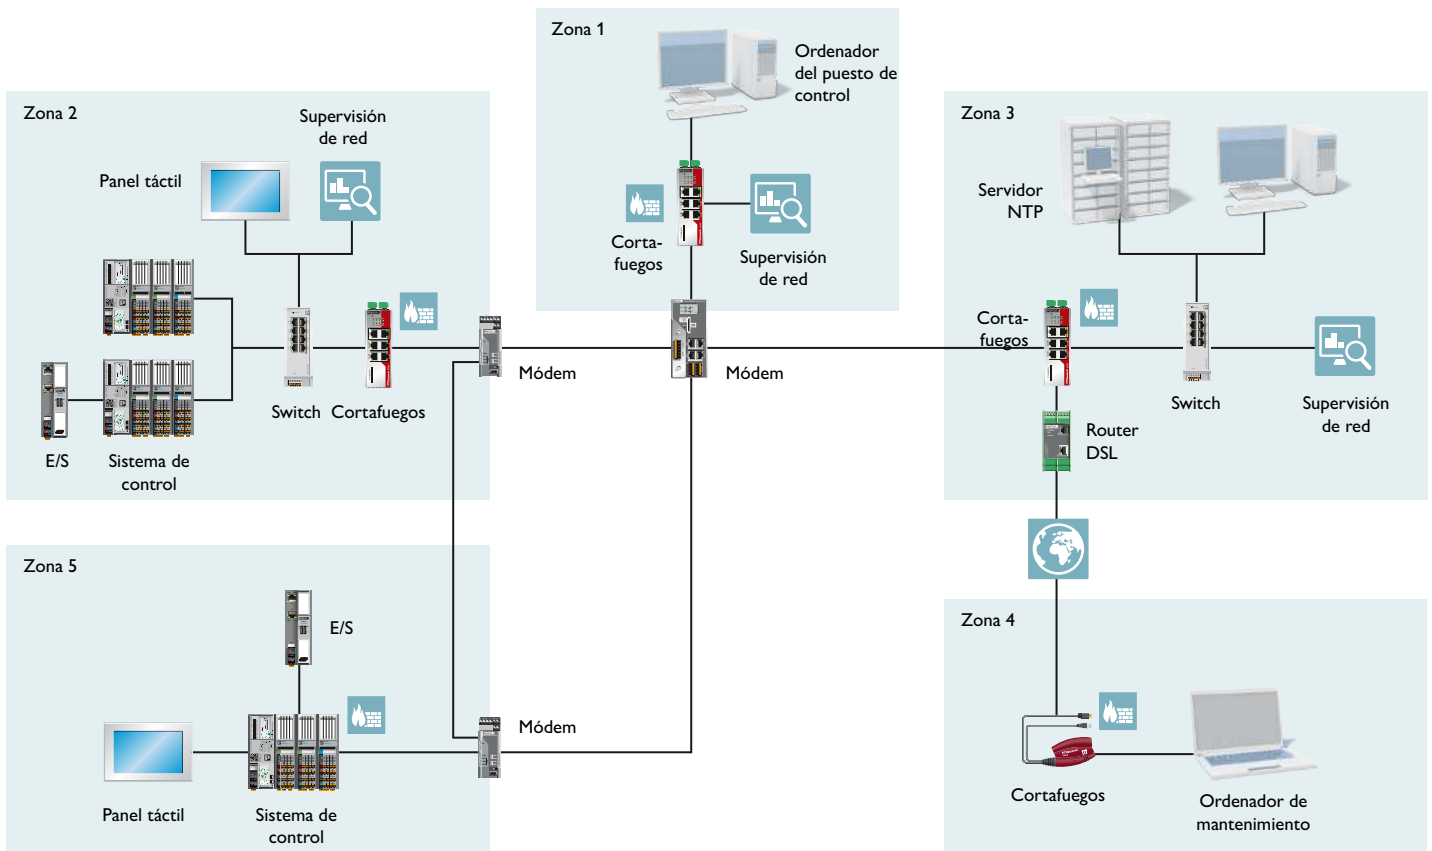 Zona 1
Ordenador
del puesto de
control
Corta-
fuegos
Supervisión
de red
Módem
Zona 2
Supervisión
de red
Panel táctil
Switch
Cortafuegos
Módem
E/S
Sistema de
control
Zona 3
Servidor
NTP
Corta-
fuegos
Switch
Supervisión
de red
Router
DSL
Zona 5
E/S
Módem
Panel táctil
Sistema de
control
Zona 4
Cortafuegos
Ordenador de
mantenimiento